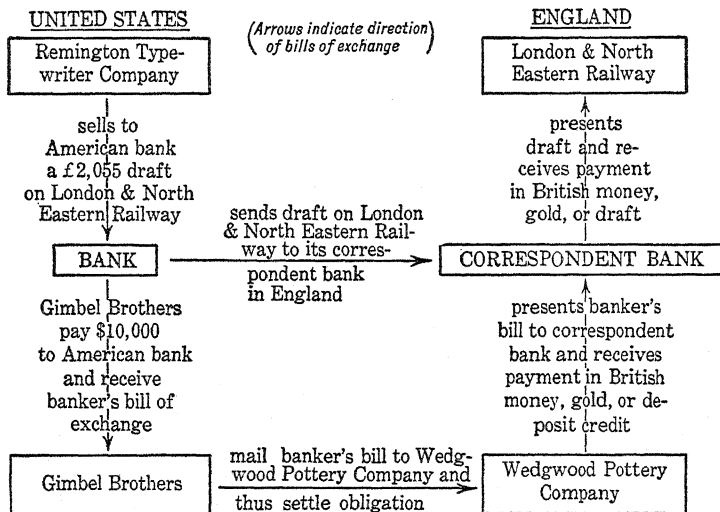 UNITED STATES
(Arrows indicate direction
of bills of exchange)
ENGLAND
Remington Type-
writer Company
London & North
Eastern Railway
sells to
American bank
a £2,055 draft
on London & North
Eastern Railway
presents
draft and re-
ceives payment
in British money,
gold, or draft
sends draft on London
& North Eastern Rail-
way to its corres-
pondent bank
in England
BANK
CORRESPONDENT BANK
Gimbel Brothers
pay $10,000
to American bank
and receive
banker's bill of
exchange
presents banker's
bill to correspondent
bank and receives
payment in British
money, gold, or de-
posit credit
Gimbel Brothers
mail banker's bill to Wedg-
wood Pottery Company and
thus settle obligation
Wedgwood Pottery
Company